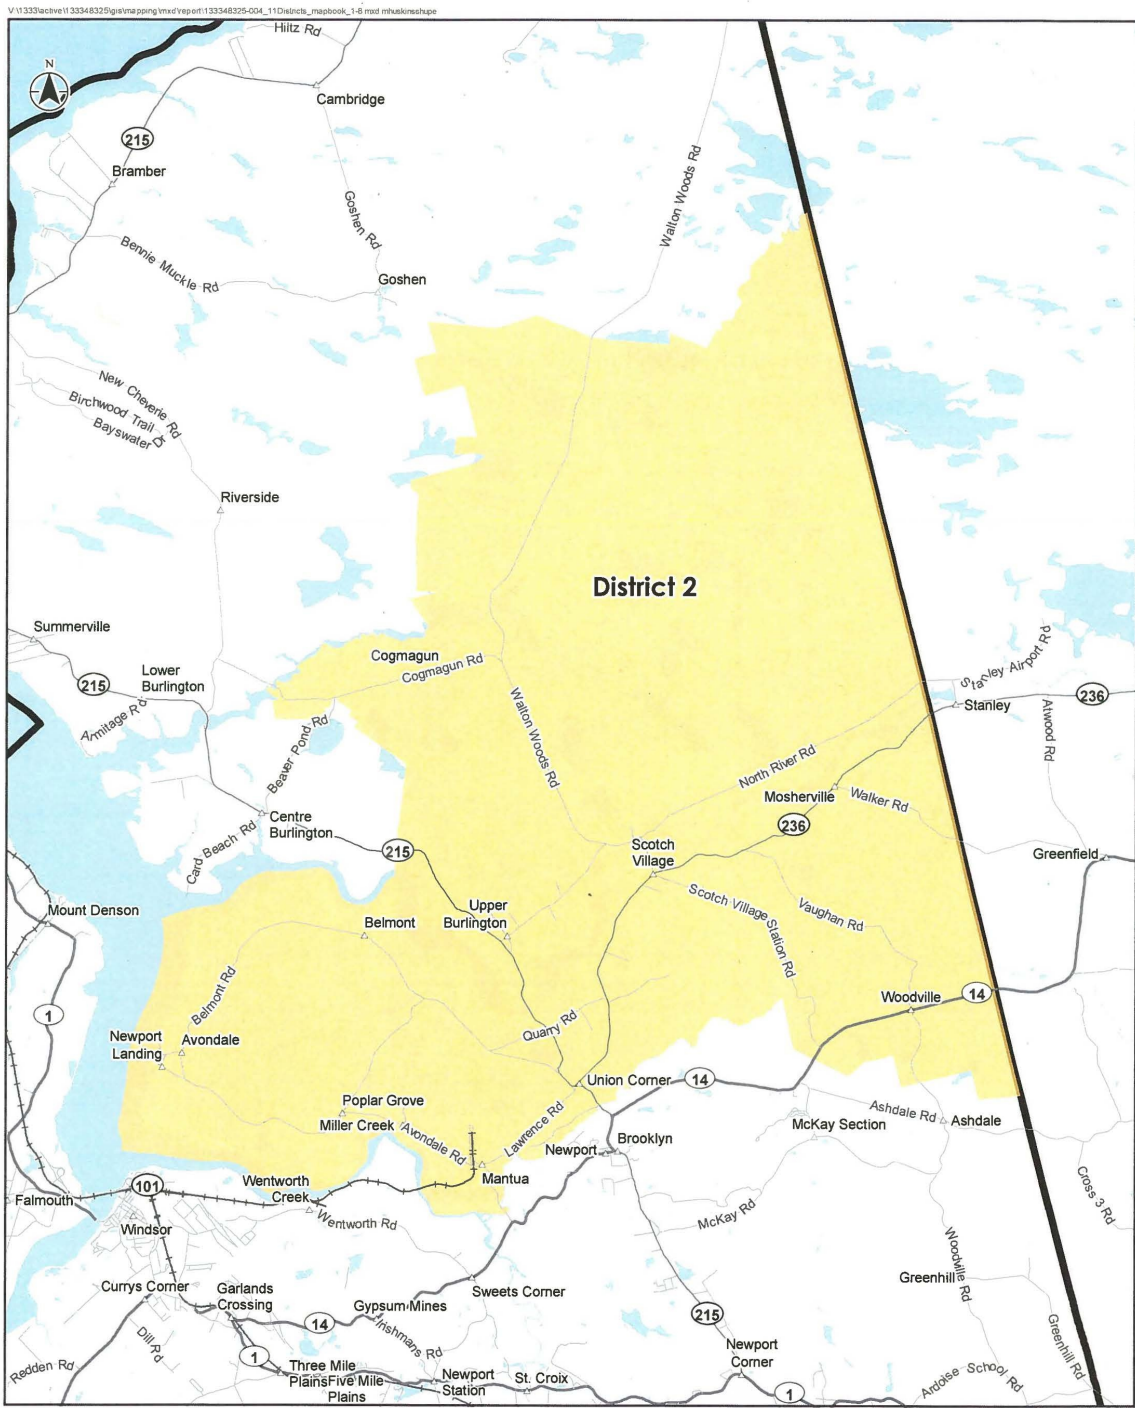 V:\1333\active\133348325\gis\mapping\mxd\report\133348325-004_11Districts_mapbook_1-8.mxd mhuskinsshupe
Hiltz Rd
N
Cambridge
215
Bramber
Walton Woods Rd
Goshen Rd
Bennie Muckle Rd
Goshen
New Cheverie Rd
Birchwood Trail
Bayswater Dr
Riverside
District 2
Summerville
Cogmagun
Cogmagun Rd
Lower
Burlington
215
Armitage Rd
Stanley Airport Rd
236
Stanley
Walton Woods Rd
Beaver Pond Rd
Atwood Rd
North River Rd
Mosherville
Walker Rd
Centre
Burlington
236
Card Beach Rd
215
Scotch
Village
Greenfield
Mount Denson
Belmont
Upper
Burlington
Scotch Village Station Rd
Vaughan Rd
Belmont Rd
Woodville
14
1
Quarry Rd
Newport
Landing
Avondale
Union Corner
14
Poplar Grove
Miller Creek
Avondale Rd
Lawrence Rd
Ashdale Rd
Ashdale
McKay Section
Brooklyn
Newport
Mantua
Wentworth
Creek
101
Falmouth
Cross 3 Rd
Windsor
Wentworth Rd
McKay Rd
Woodville Rd
Greenhill
Currys Corner
Garlands
Crossing
Sweets Corner
Gypsum Mines
14
Irishmans Rd
215
Greenhill Rd
Dill Rd
Redden Rd
1
Three Mile
Plains
Five Mile
Plains
Newport
Station
St. Croix
Newport
Corner
1
Ardoise School Rd